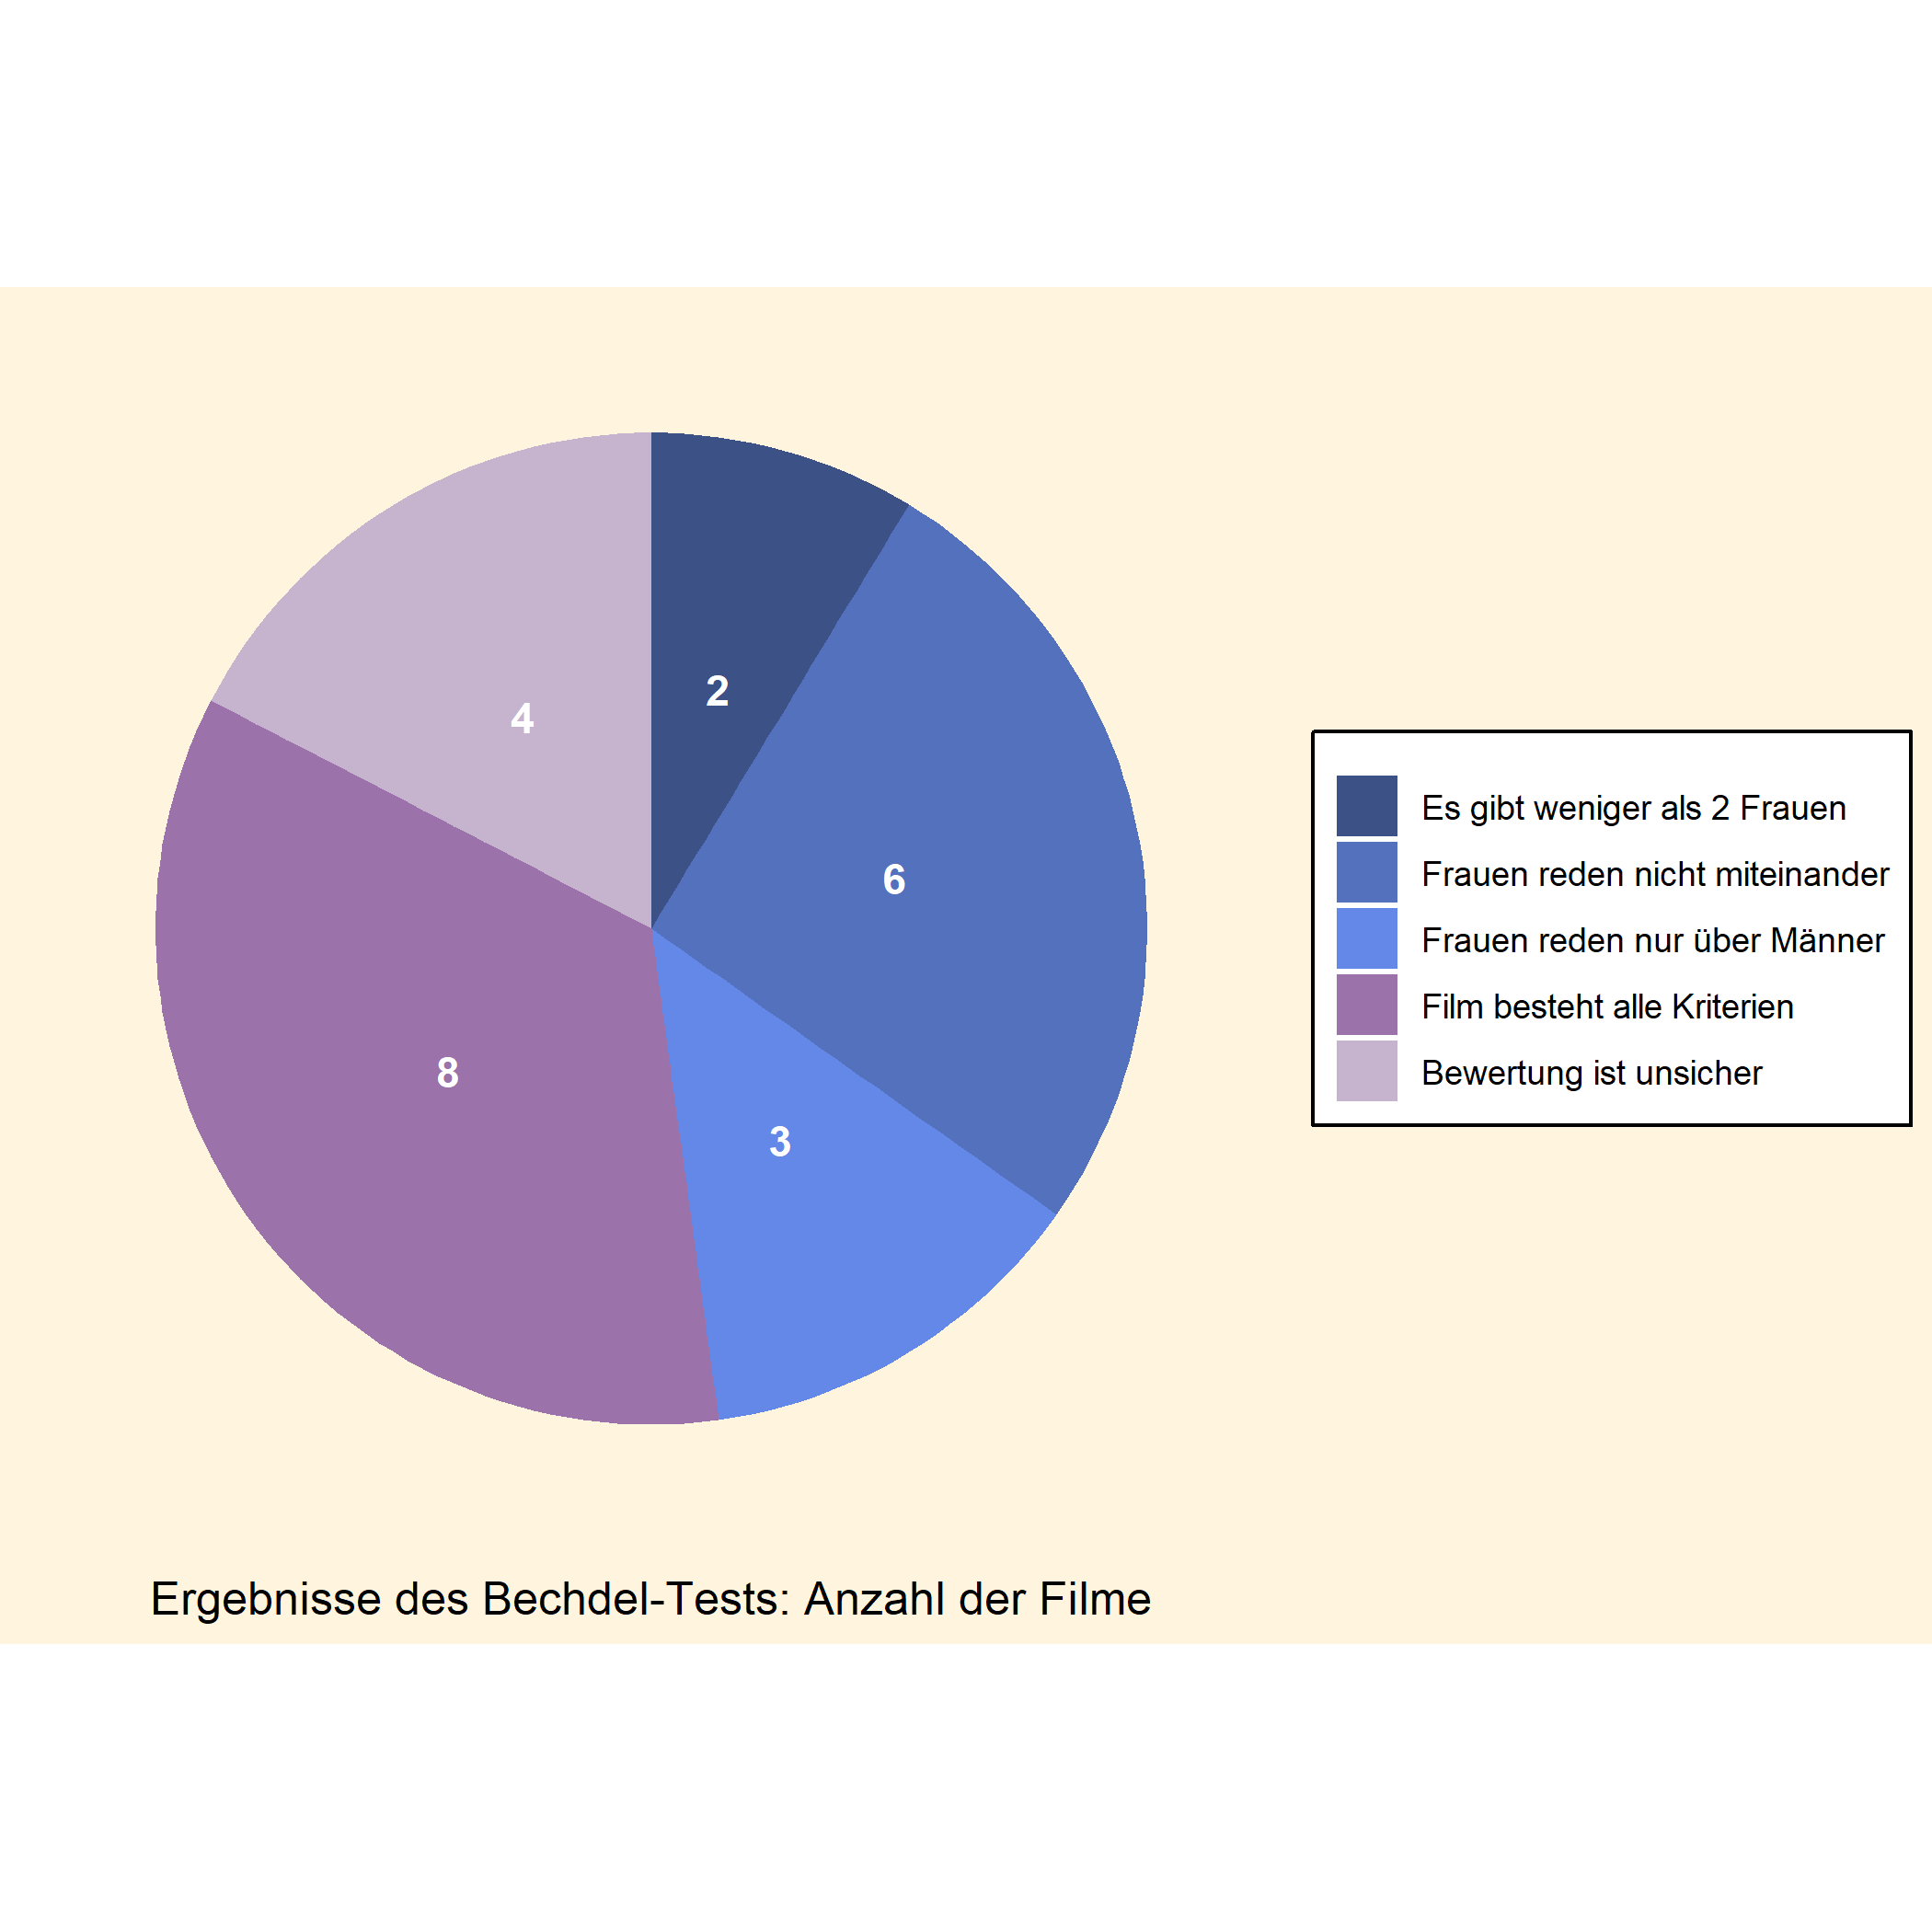 2
4
6
8
3
Es gibt weniger als 2 Frauen
Frauen reden nicht miteinander
Frauen reden nur über Männer
Film besteht alle Kriterien
Bewertung ist unsicher
Ergebnisse des Bechdel-Tests: Anzahl der Filme